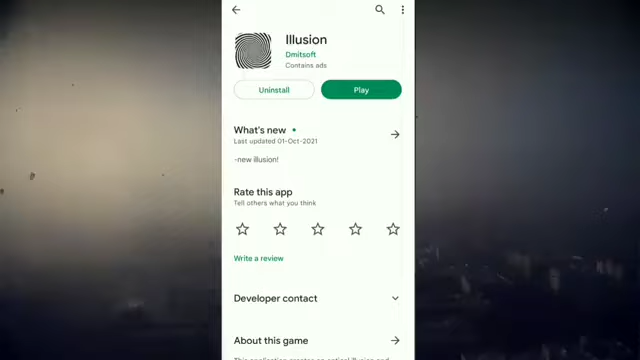 Illusion
Dmitsoft
Contains ads
Uninstall
Play
What's new
Last updated 01-Oct-2021
-new illusion!
Rate this app
Tell others what you think
Write a review
Developer contact
About this game